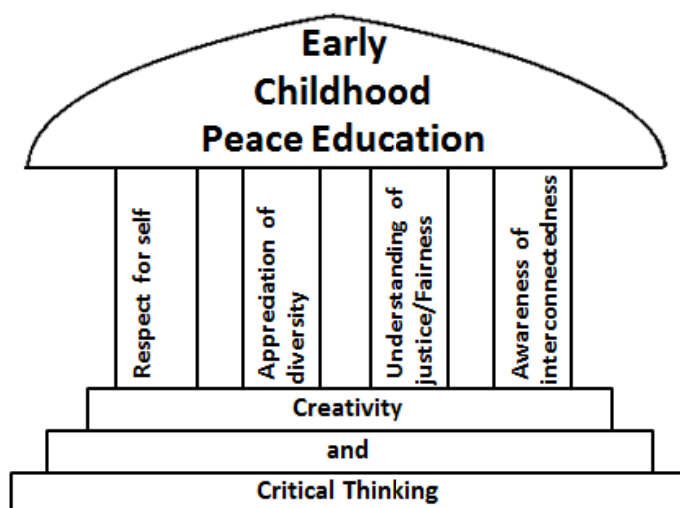 Early
Childhood
Peace Education
Respect for self
Appreciation of
diversity
Understanding of
justice/Fairness
Awareness of
interconnectedness
Creativity
and
Critical Thinking